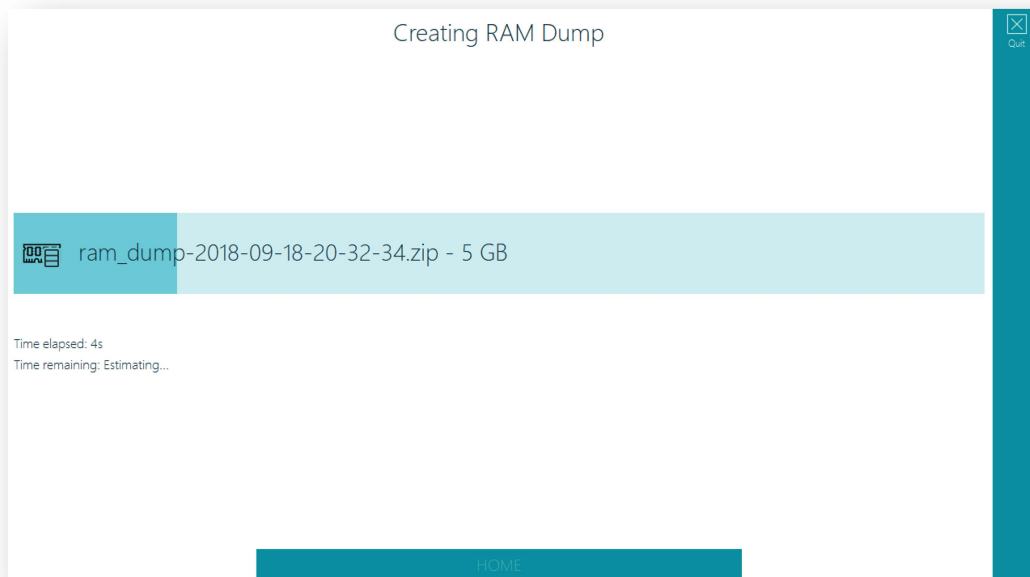 Creating RAM Dump
Quit
ram_dump-2018-09-18-20-32-34.zip - 5 GB
Time elapsed: 4s
Time remaining: Estimating...
HOME